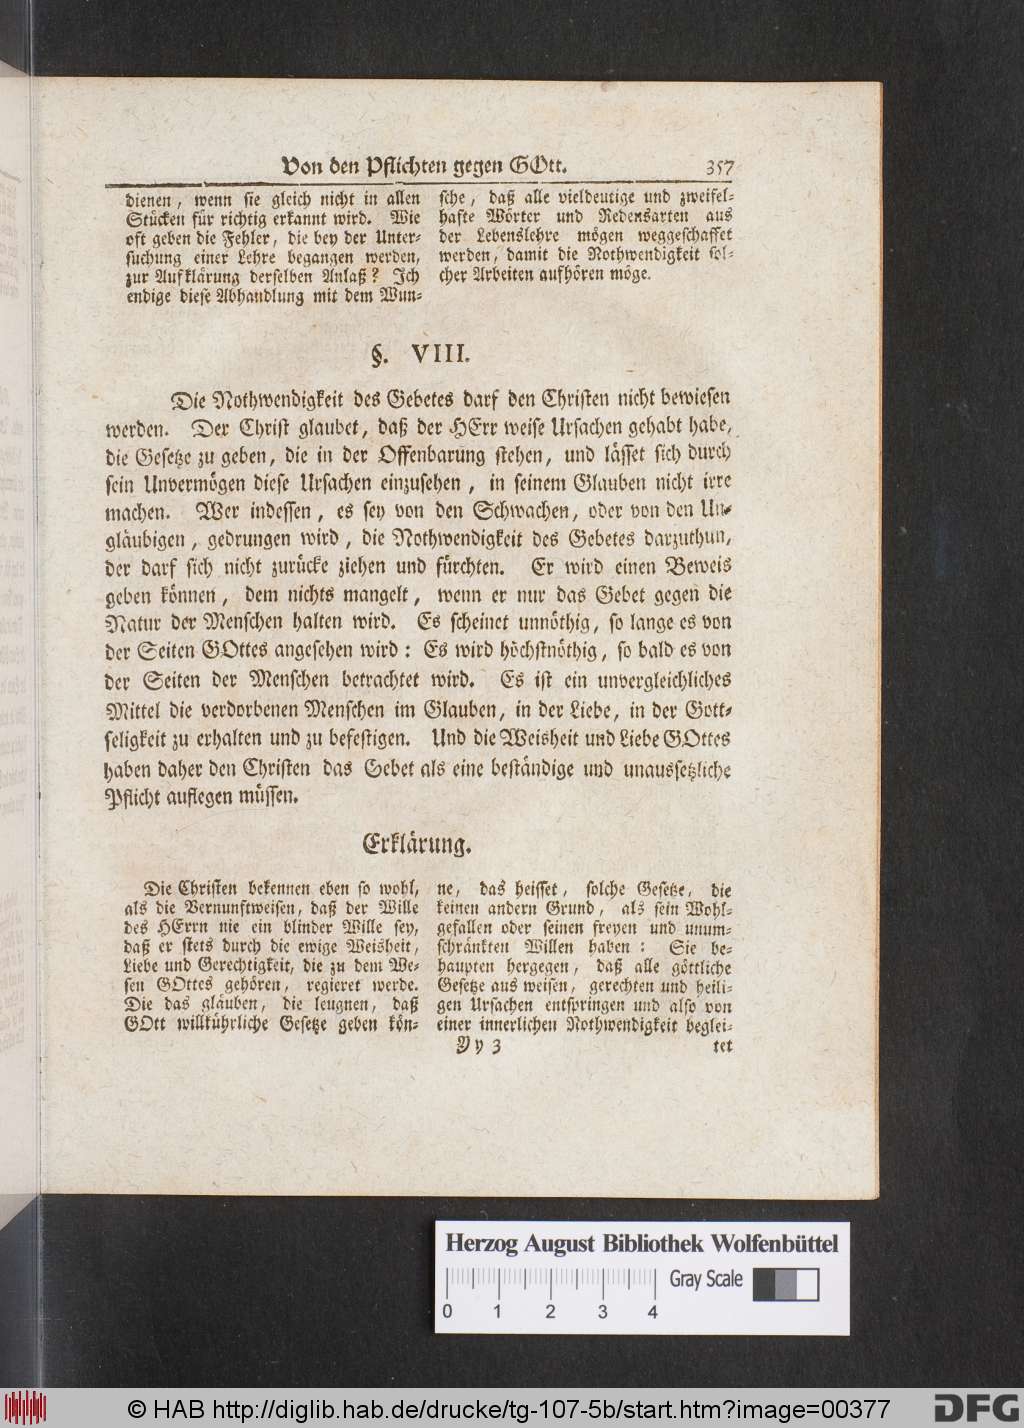 Von den Pflichten gegen GOtt. 357
dienen, wenn sie gleich nicht in allen
Stücken für richtig erkannt wird. Wie
oft geben die Fehler, die bey der Unter-
suchung einer Lehre begangen werden,
zur Aufklärung derselben Anlaß? Ich
endige diese Abhandlung mit dem Wun-
sche, daß alle vieldeutige und zweifel-
hafte Wörter und Redensarten aus
der Lebenslehre mögen weggeschaffet
werden, damit die Nothwendigkeit sol-
cher Arbeiten aufhören möge.
§. VIII.
Die Nothwendigkeit des Gebetes darf den Christen nicht bewiesen
werden. Der Christ glaubet, daß der HErr weise Ursachen gehabt habe,
die Gesetze zu geben, die in der Offenbarung stehen, und lässet sich durch
sein Unvermögen diese Ursachen einzusehen, in seinem Glauben nicht irre
machen. Wer indessen, es sey von den Schwachen, oder von den Un-
gläubigen, gedrungen wird, die Nothwendigkeit des Gebetes darzuthun,
der darf sich nicht zurücke ziehen und fürchten. Er wird einen Beweis
geben können, dem nichts mangelt, wenn er nur das Gebet gegen die
Natur der Menschen halten wird. Es scheinet unnöthig, so lange es von
der Seiten GOttes angesehen wird: Es wird höchstnöthig, so bald es von
der Seiten der Menschen betrachtet wird. Es ist ein unvergleichliches
Mittel die verdorbenen Menschen im Glauben, in der Liebe, in der Gott-
seligkeit zu erhalten und zu befestigen. Und die Weisheit und Liebe GOttes
haben daher den Christen das Gebet als eine beständige und unaussetzliche
Pflicht auflegen müssen.
Erklärung.
Die Christen bekennen eben so wohl,
als die Vernunftweisen, daß der Wille
des HErrn nie ein blinder Wille sey,
daß er stets durch die ewige Weisheit,
Liebe und Gerechtigkeit, die zu dem We-
sen GOttes gehören, regieret werde.
Die das gläuben, die leugnen, daß
GOtt willkührliche Gesetze geben kön-
ne, das heisset, solche Gesetze, die
keinen andern Grund, als sein Wohl-
gefallen oder seinen freyen und unum-
schränkten Willen haben: Sie be-
haupten hergegen, daß alle göttliche
Gesetze aus weisen, gerechten und heili-
gen Ursachen entspringen und also von
einer innerlichen Nothwendigkeit beglei-
Yy 3 tet
Herzog August Bibliothek Wolfenbüttel
Gray Scale
0 1 2 3 4
© HAB http://diglib.hab.de/drucke/tg-107-5b/start.htm?image=00377
DFG